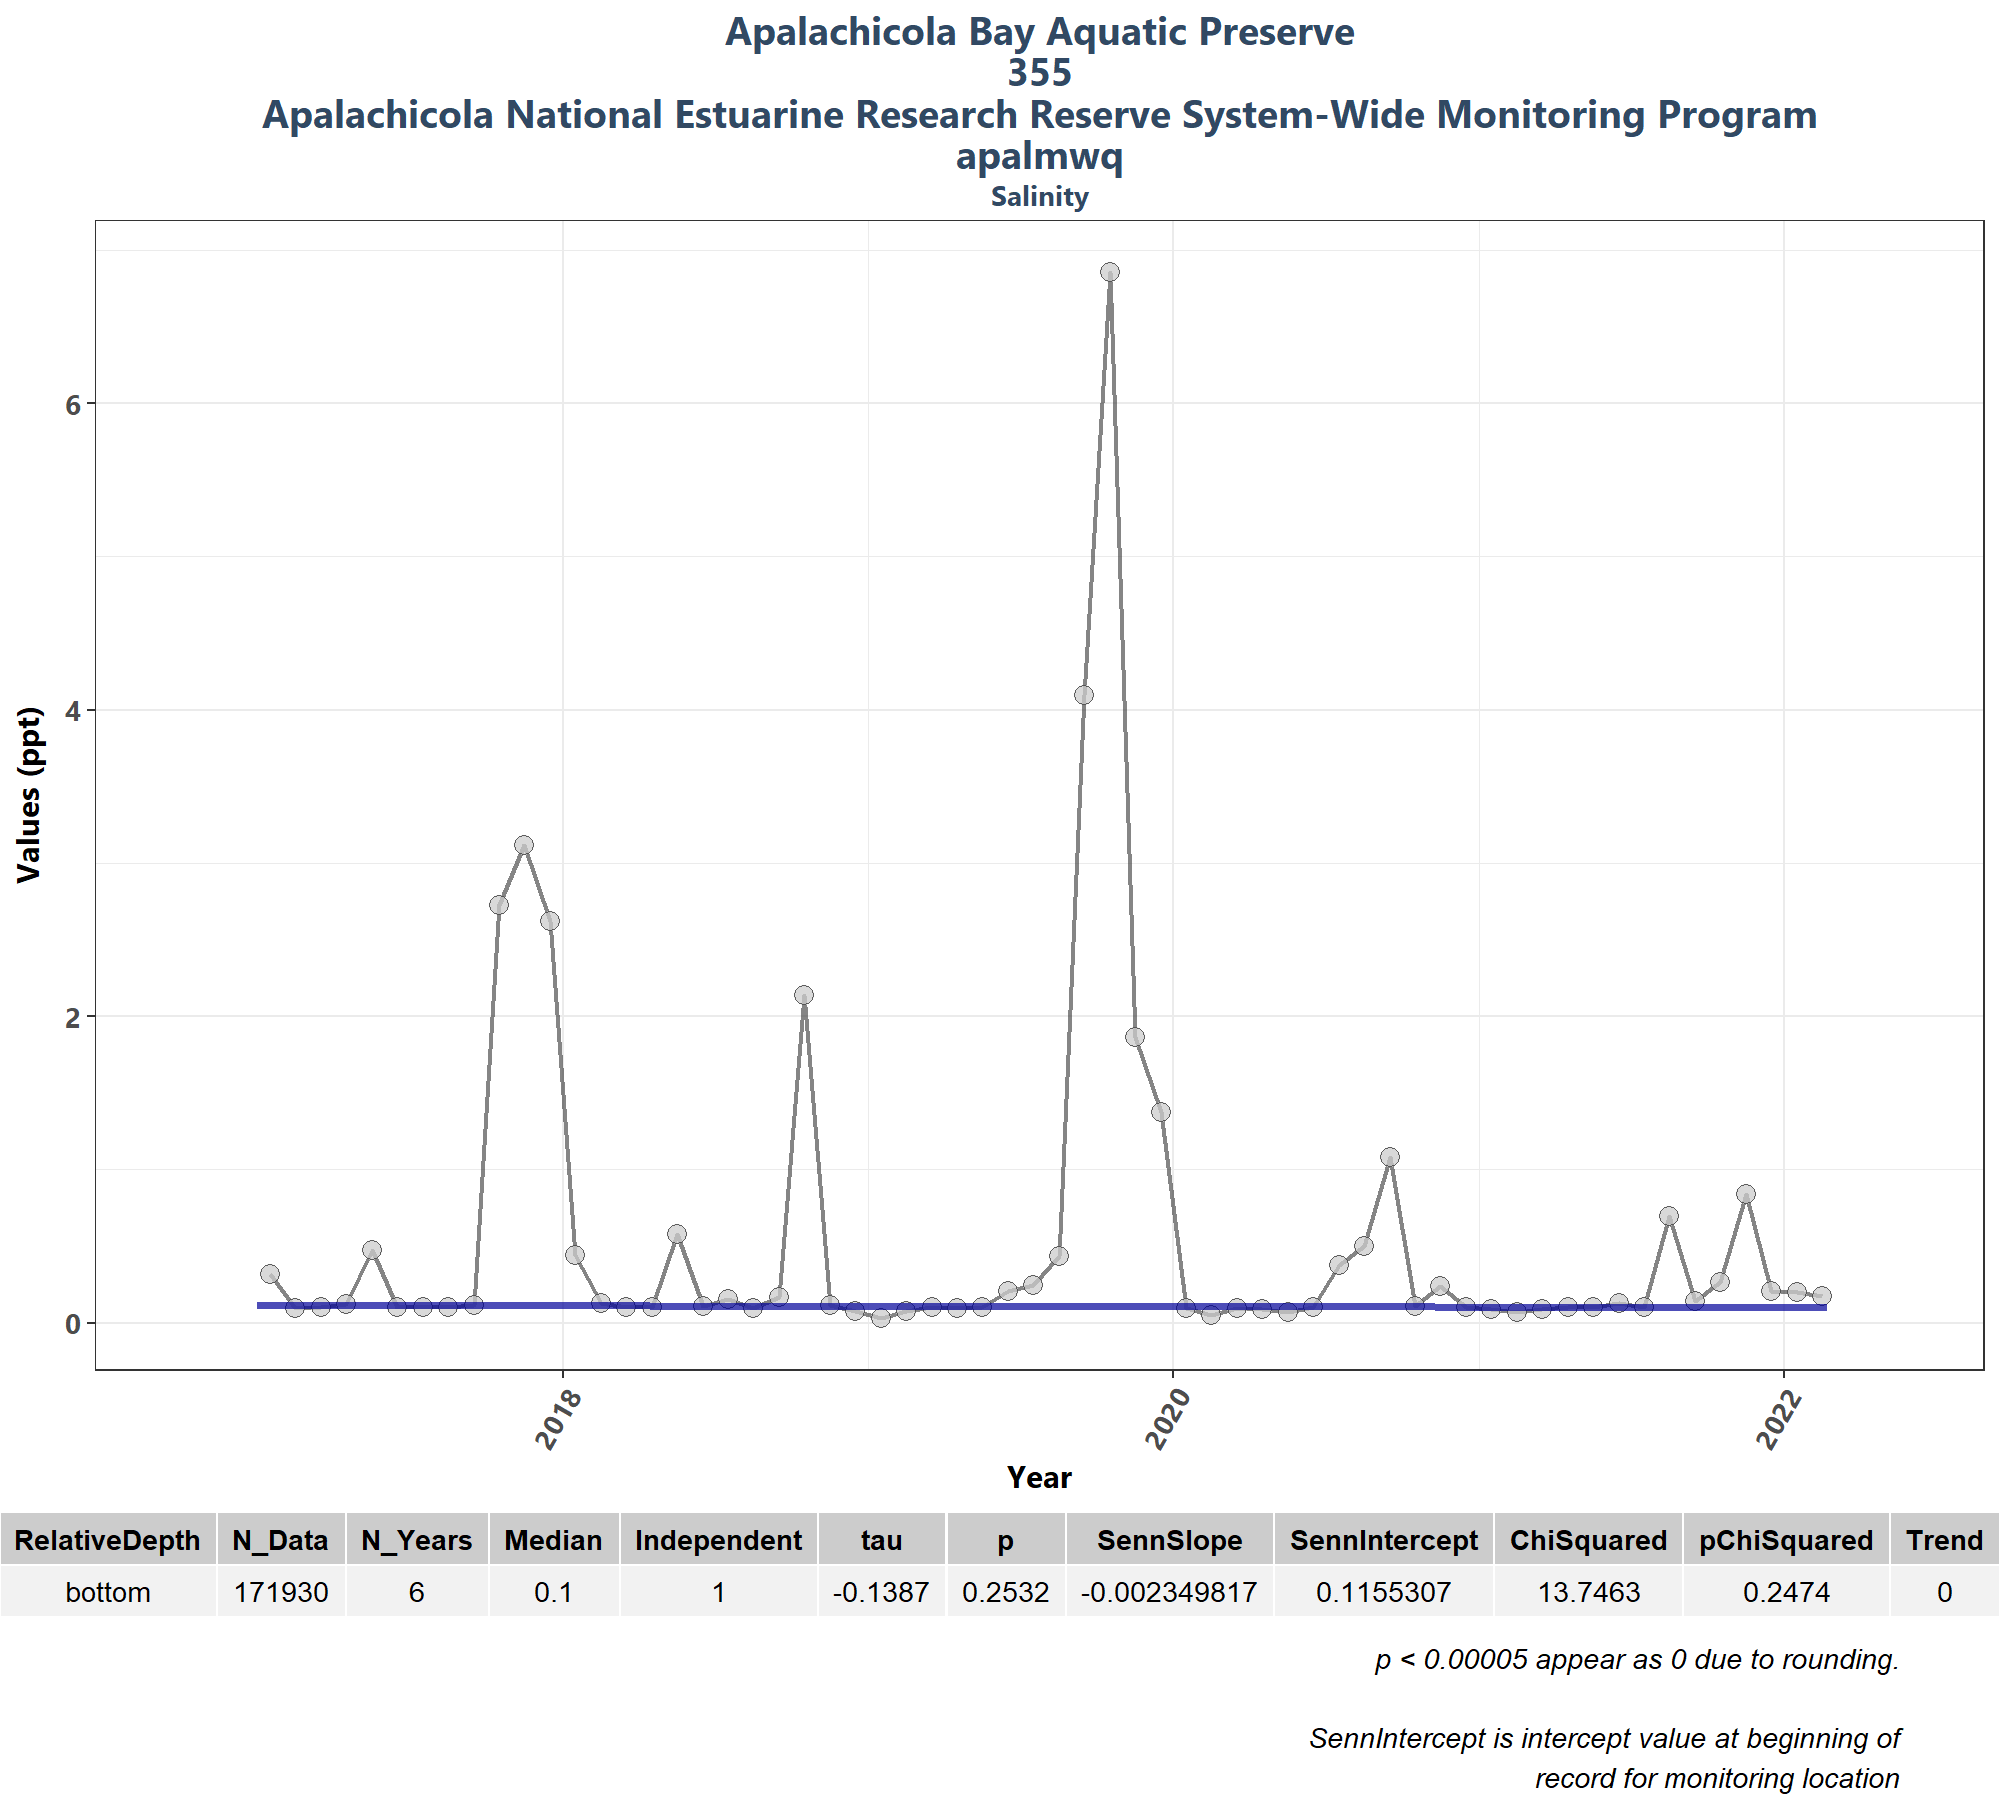 Apalachicola Bay Aquatic Preserve
355
Apalachicola National Estuarine Research Reserve System-Wide Monitoring Program
apalmwq
Salinity
Values (ppt)
6
4
2
0
2018 2020 2022
Year
RelativeDepth N_Data N_Years Median Independent tau p SennSlope SennIntercept ChiSquared pChiSquared Trend
bottom 171930 6 0.1 1 -0.1387 0.2532 -0.002349817 0.1155307 13.7463 0.2474 0
p < 0.00005 appear as 0 due to rounding.
SennIntercept is intercept value at beginning of
record for monitoring location